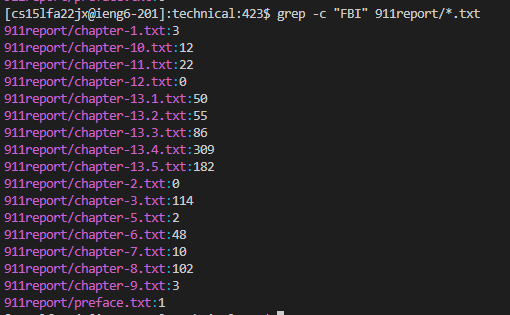 [cs15lfa22jx@ieng6-201]:technical:423$ grep -c "FBI" 911report/*.txt
911report/chapter-1.txt:3
911report/chapter-10.txt:12
911report/chapter-11.txt:22
911report/chapter-12.txt:0
911report/chapter-13.1.txt:50
911report/chapter-13.2.txt:55
911report/chapter-13.3.txt:86
911report/chapter-13.4.txt:309
911report/chapter-13.5.txt:182
911report/chapter-2.txt:0
911report/chapter-3.txt:114
911report/chapter-5.txt:2
911report/chapter-6.txt:48
911report/chapter-7.txt:10
911report/chapter-8.txt:102
911report/chapter-9.txt:3
911report/preface.txt:1